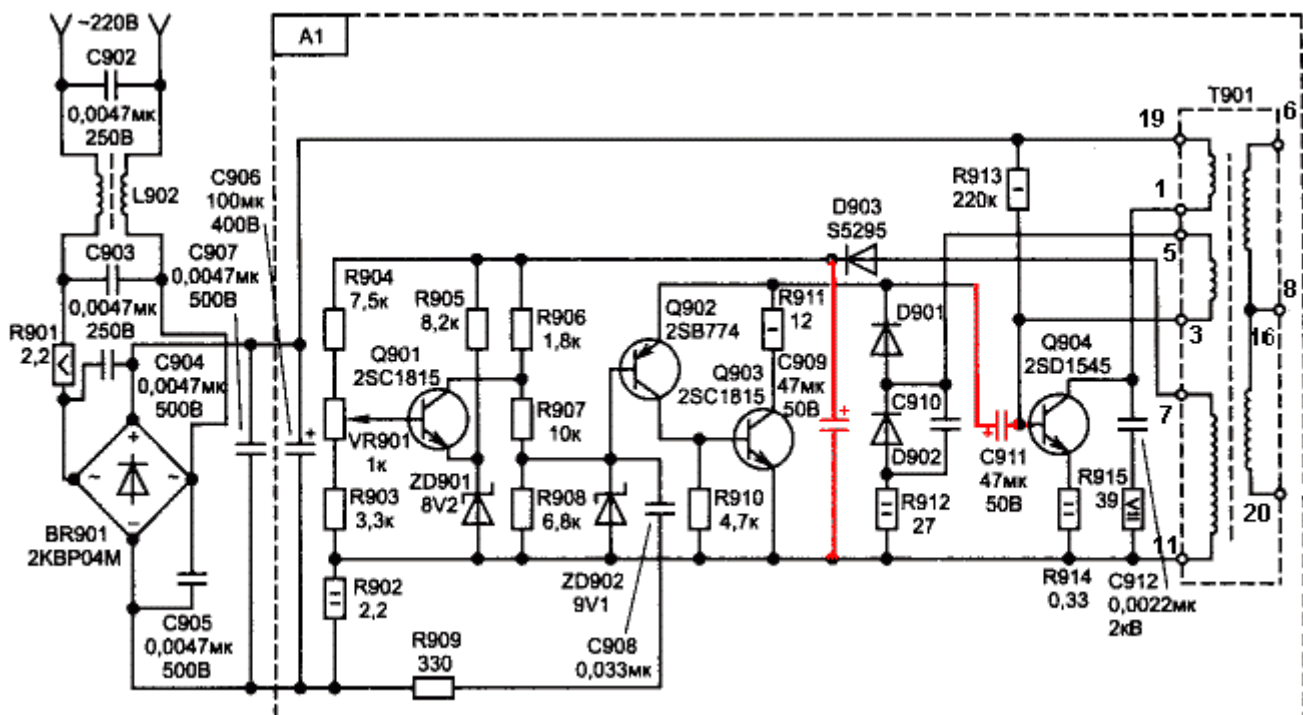 ~220В
C902
0,0047мк
250В
L902
C903
0,0047мк
250В
R901
2,2
C904
0,0047мк
500В
BR901
2KBP04M
C905
0,0047мк
500В
C906
100мк
400В
C907
0,0047мк
500В
A1
R904
7,5к
R905
8,2к
R906
1,8к
Q901
2SC1815
VR901
1к
R907
10к
ZD901
8V2
R903
3,3к
R908
6,8к
R902
2,2
R909
330
ZD902
9V1
C908
0,033мк
Q902
2SB774
Q903
2SC1815
R910
4,7к
R911
12
C909
47мк
50В
D903
S5295
D901
C910
D902
R912
27
C911
47мк
50В
R913
220к
Q904
2SD1545
R915
39
VII
R914
0,33
C912
0,0022мк
2кВ
T901
19
1
5
3
7
11
6
8
16
20